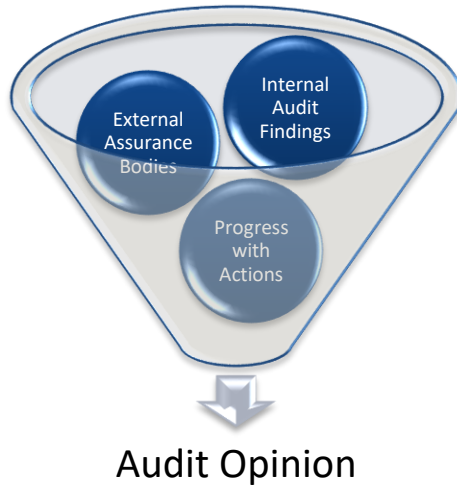 Internal
Audit
Findings
External
Assurance
Bodies
Progress
with
Actions
Audit Opinion